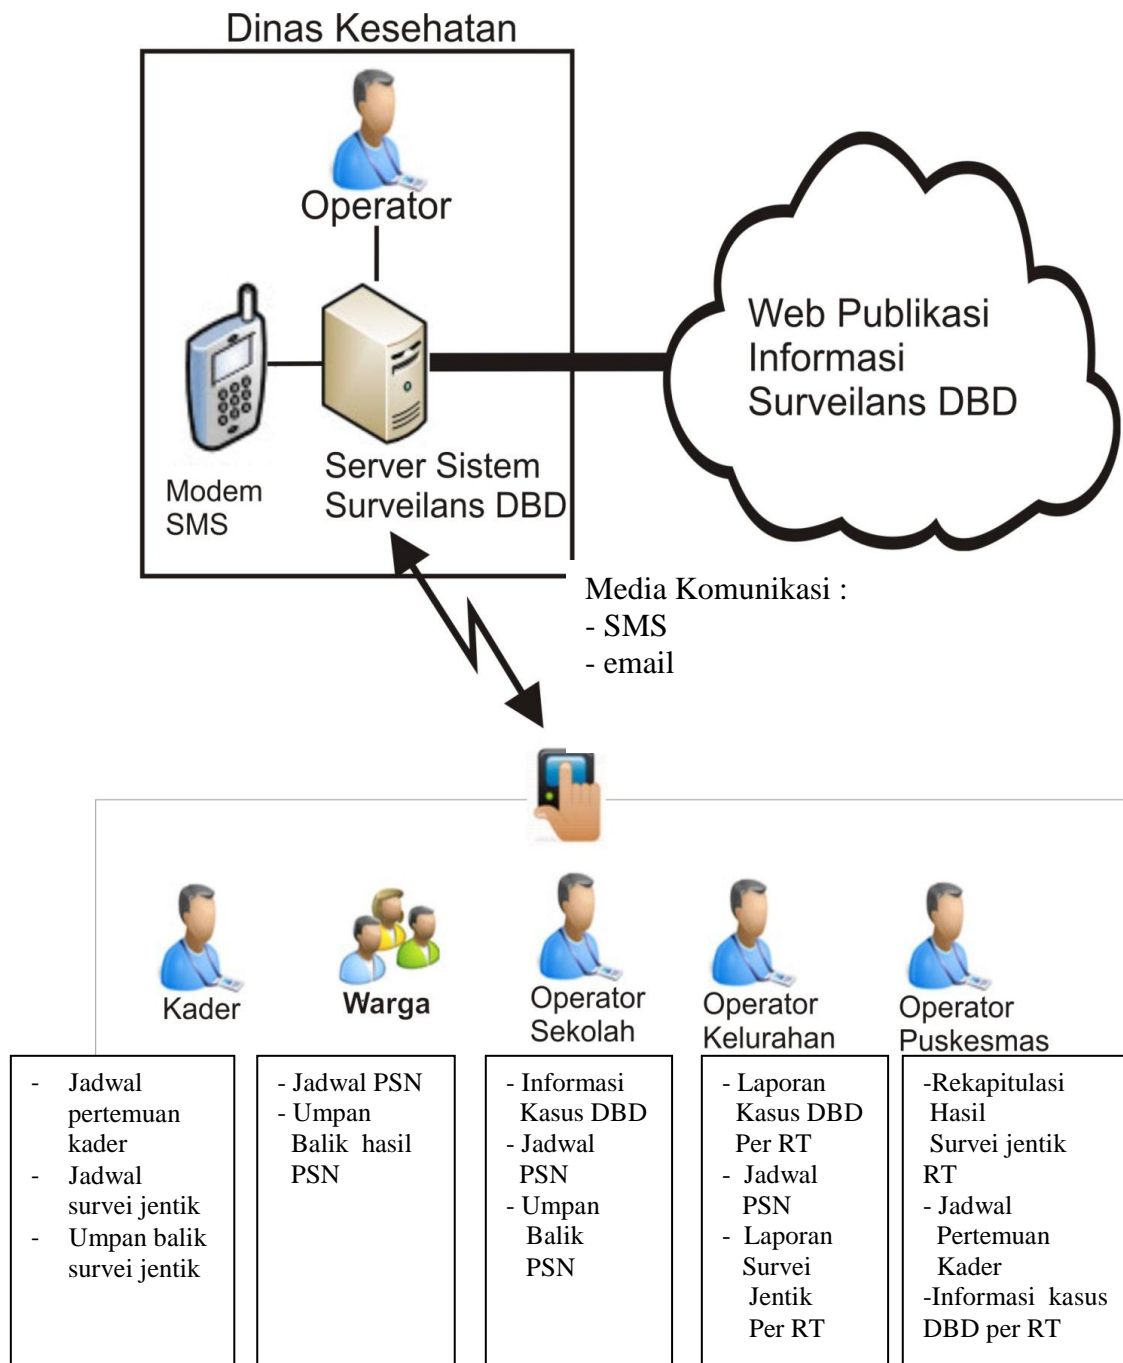 Dinas Kesehatan
Operator
Modem
SMS
Server Sistem
Surveilans DBD
Web Publikasi
Informasi
Surveilans DBD
Media Komunikasi :
- SMS
- email
Kader
Warga
Operator
Sekolah
Operator
Kelurahan
Operator
Puskesmas
- Jadwal
pertemuan
kader
- Jadwal
survei jentik
- Umpan balik
survei jentik
- Jadwal PSN
- Umpan
Balik hasil
PSN
- Informasi
Kasus DBD
- Jadwal
PSN
- Umpan
Balik
PSN
- Laporan
Kasus DBD
Per RT
- Jadwal
PSN
- Laporan
Survei
Jentik
Per RT
-Rekapitulasi
Hasil
Survei jentik
RT
- Jadwal
Pertemuan
Kader
-Informasi kasus
DBD per RT